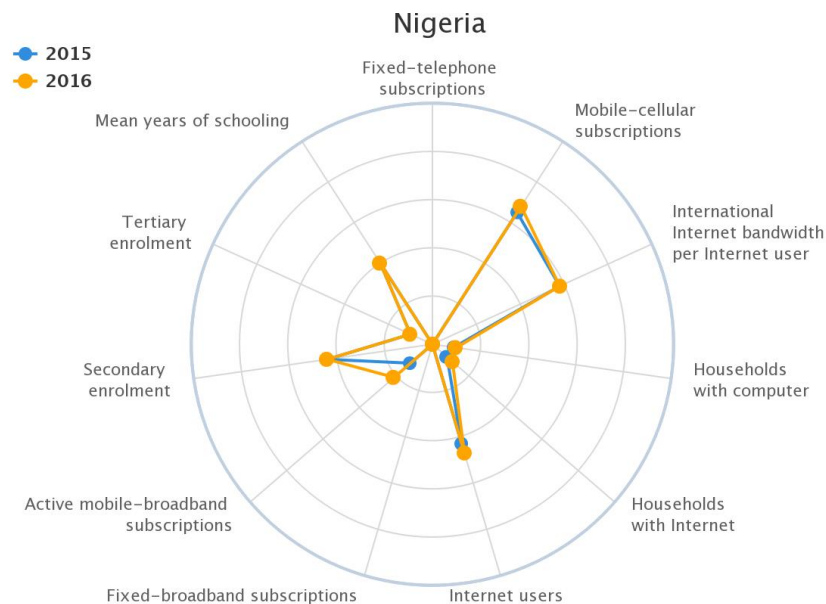 Nigeria
2015
2016
Fixed-telephone
subscriptions
Mobile-cellular
subscriptions
International
Internet bandwidth
per Internet user
Households
with computer
Households
with Internet
Internet users
Fixed-broadband subscriptions
Active mobile-broadband
subscriptions
Secondary
enrolment
Tertiary
enrolment
Mean years of schooling